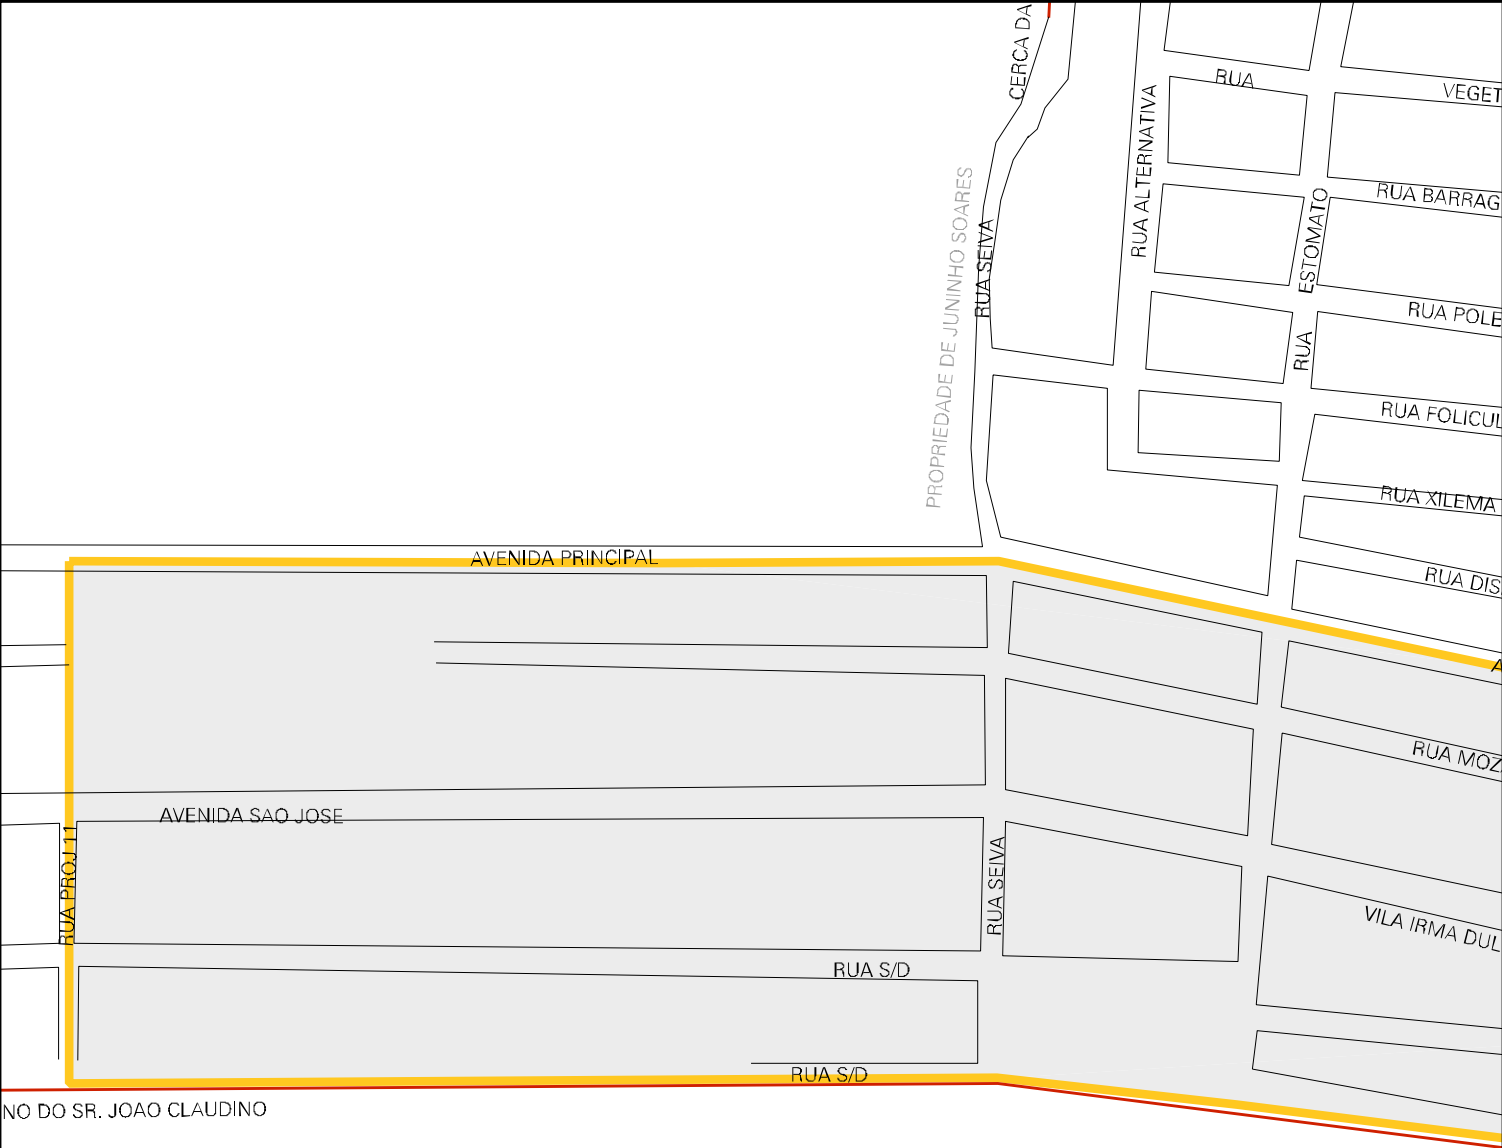 CERCA DA
RUA
VEGET
RUA ALTERNATIVA
RUA BARRAG
PROPRIEDADE DE JUNINHO SOARES
RUA SEIVA
ESTOMATO
RUA
RUA POLE
RUA FOLICUL
RUA XILEMA
AVENIDA PRINCIPAL
RUA DIS
A
RUA MOZ
AVENIDA SAO JOSE
RUA PROJ 11
RUA SEIVA
VILA IRMA DUL
RUA S/D
RUA S/D
NO DO SR. JOAO CLAUDINO